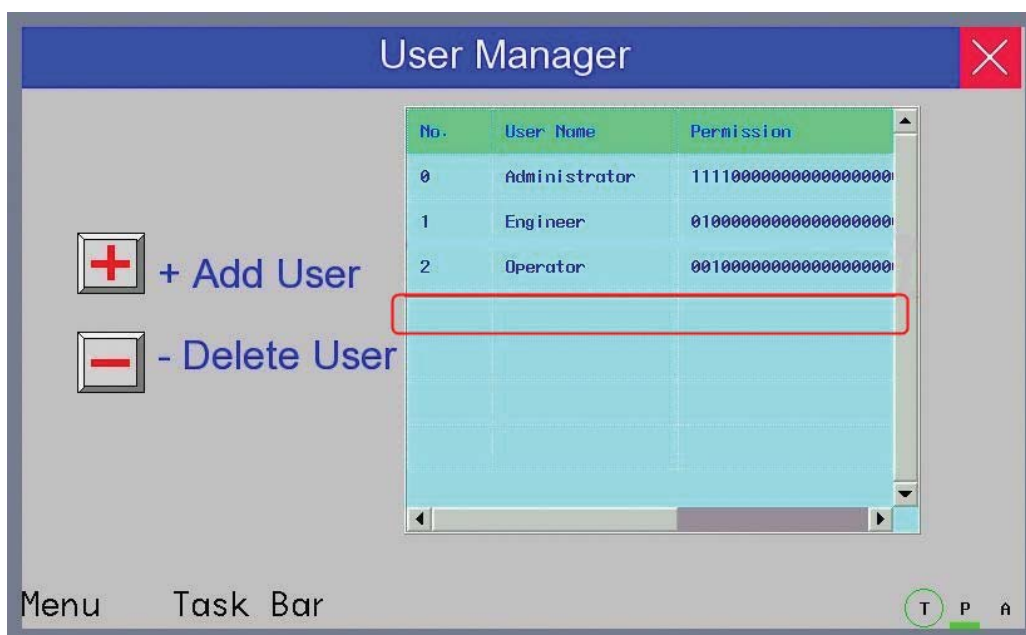 User Manager
No. User Name Permission
0 Administrator 11110000000000000000
1 Engineer 01000000000000000000
2 Operator 00100000000000000000
+ Add User
- Delete User
Menu Task Bar
T P A